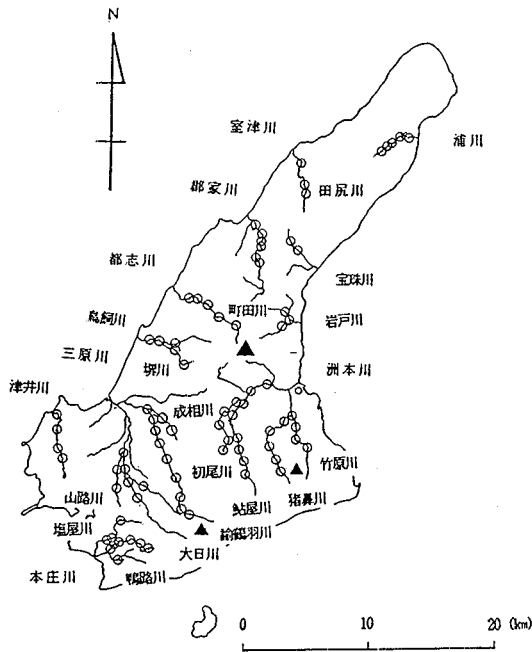 N
室津川
浦川
田尻川
郡家川
都志川
宝珠川
町田川
岩戸川
鳥飼川
三原川
堺川
洲本川
津井川
成相川
初尾川
竹原川
山路川
鮎屋川
猪鼻川
塩屋川
諭鶴羽川
大日川
本庄川
鴨路川
0
10
20 (km)